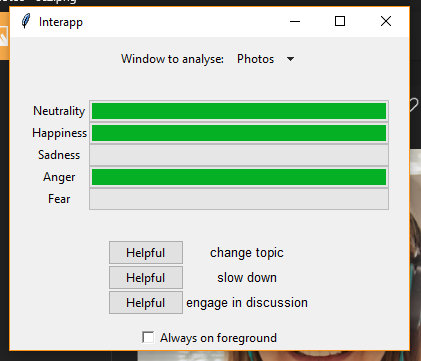 Interapp
Window to analyse: Photos
Neutrality
Happiness
Sadness
Anger
Fear
Helpful change topic
Helpful slow down
Helpful engage in discussion
Always on foreground